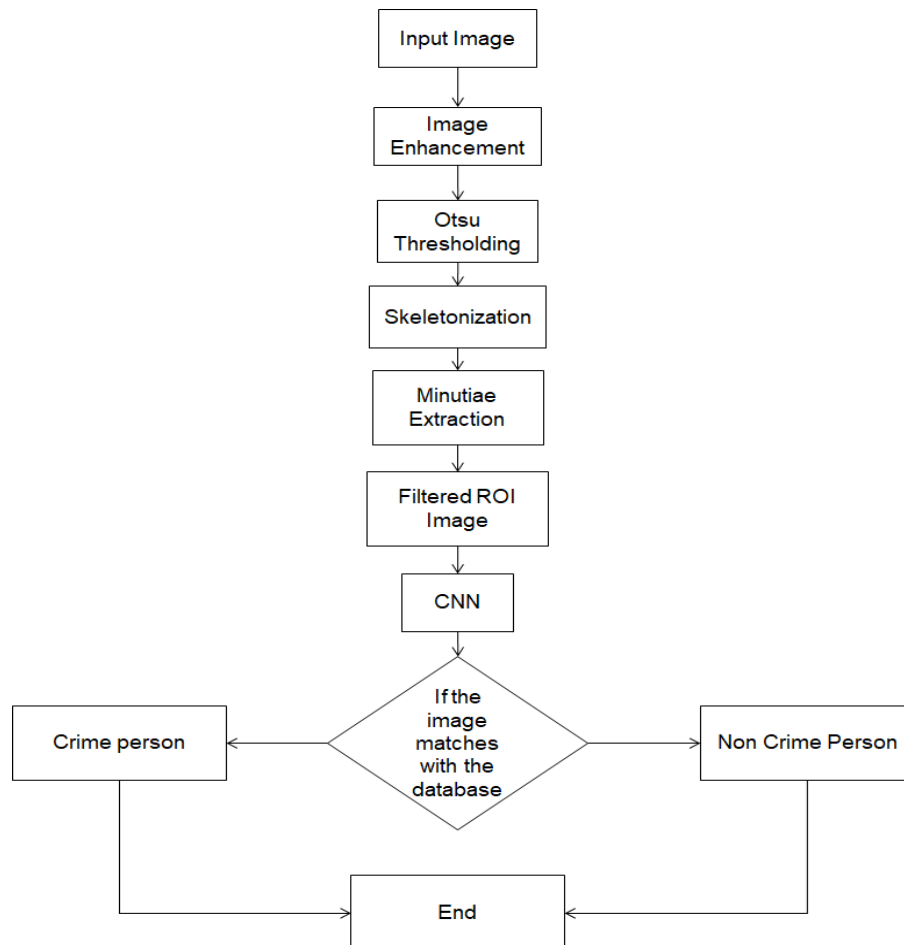 Input Image
Image
Enhancement
Otsu
Thresholding
Skeletonization
Minutiae
Extraction
Filtered ROI
Image
CNN
If the
image
matches
with the
database
Crime person
Non Crime Person
End